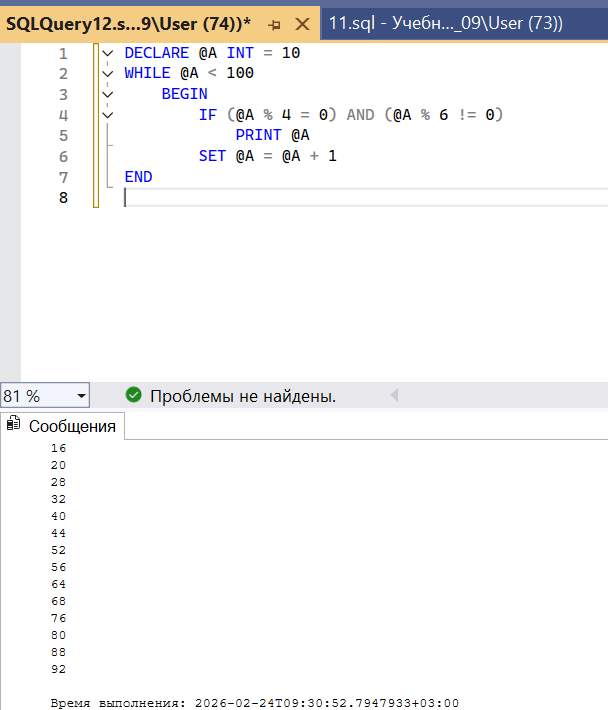 SQLQuery12.s...9\User (74))* 11.sql - Учебн..._09\User (73))
1 DECLARE @A INT = 10
2 WHILE @A < 100
3 BEGIN
4 IF (@A % 4 = 0) AND (@A % 6 != 0)
5 PRINT @A
6 SET @A = @A + 1
7 END
8
81 % Проблемы не найдены.
Сообщения
16
20
28
32
40
44
52
56
64
68
76
80
88
92
Время выполнения: 2026-02-24T09:30:52.7947933+03:00